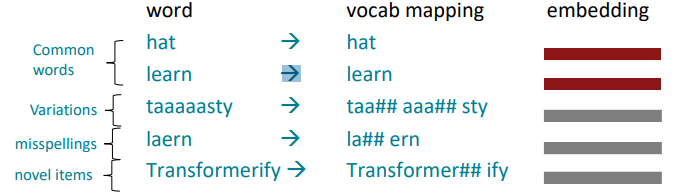 word vocab mapping embedding
Common words
hat → hat
learn → learn
Variations taaaaasty → taa## aaa## sty
misspellings laern → la## ern
novel items Transformerify → Transformer## ify